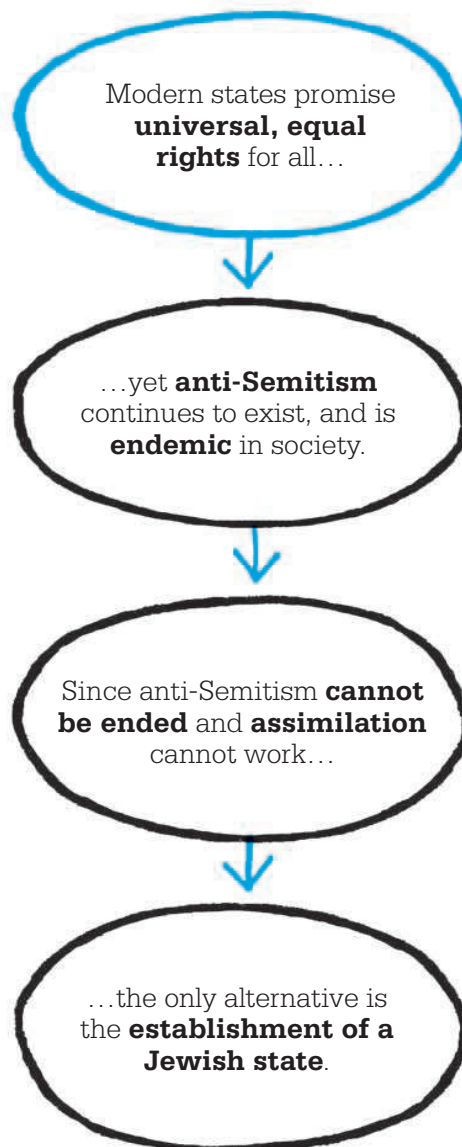 Modern states promise
universal, equal
rights for all…
…yet anti-Semitism
continues to exist, and is
endemic in society.
Since anti-Semitism cannot
be ended and assimilation
cannot work…
…the only alternative is
the establishment of a
Jewish state.